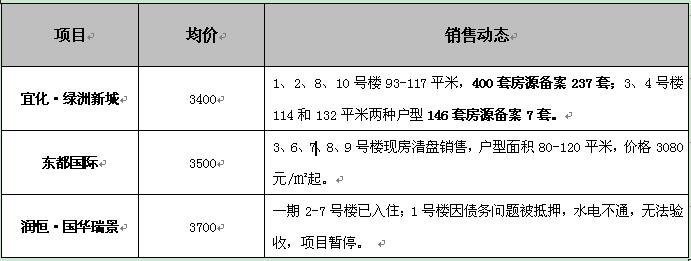 项目 均价 销售动态
宜化·绿洲新城 3400 1、2、8、10 号楼 93-117 平米，400 套房源备案 237 套；3、4 号楼
114 和 132 平米两种户型 146 套房源备案 7 套。
东都国际 3500 3、6、7、8、9 号楼现房清盘销售，户型面积 80-120 平米，价格 3080
元/㎡起。
润恒·国华瑞景 3700 一期 2-7 号楼已入住；1 号楼因债务问题被抵押，水电不通，无法验
收，项目暂停。